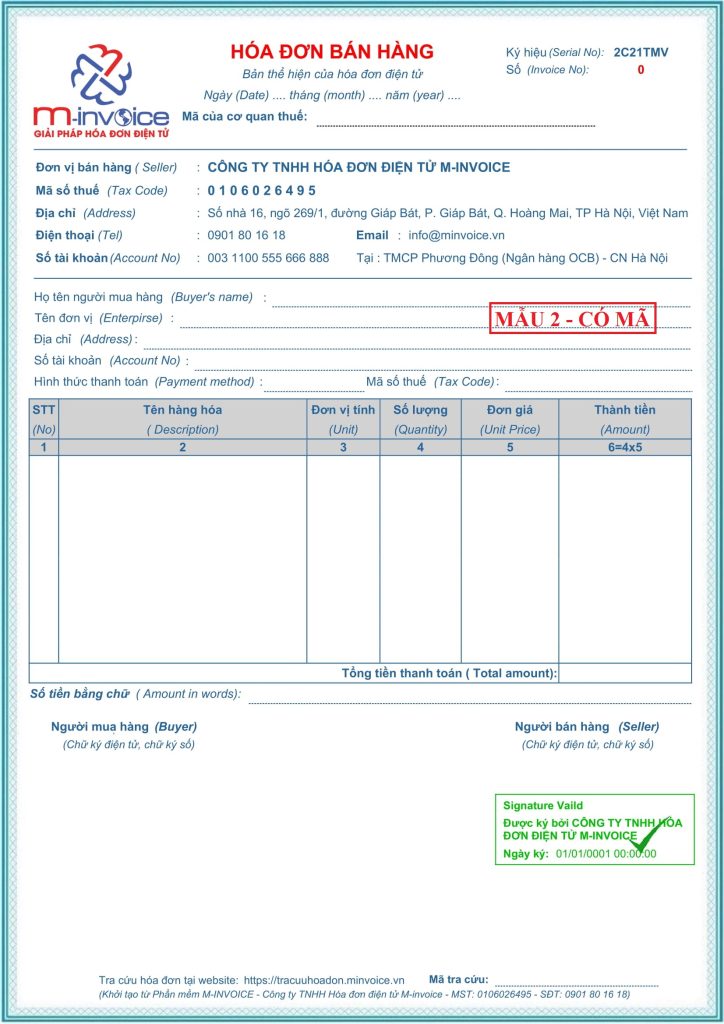 m-invoice
GIẢI PHÁP HÓA ĐƠN ĐIỆN TỬ
HÓA ĐƠN BÁN HÀNG
Bản thể hiện của hóa đơn điện tử
Ngày (Date) .... tháng (month) .... năm (year) ....
Mã của cơ quan thuế:
Ký hiệu (Serial No): 2C21TMV
Số (Invoice No): 0
Đơn vị bán hàng ( Seller) : CÔNG TY TNHH HÓA ĐƠN ĐIỆN TỬ M-INVOICE
Mã số thuế (Tax Code) : 0 1 0 6 0 2 6 4 9 5
Địa chỉ (Address) : Số nhà 16, ngõ 269/1, đường Giáp Bát, P. Giáp Bát, Q. Hoàng Mai, TP Hà Nội, Việt Nam
Điện thoại (Tel) : 0901 80 16 18 Email : info@minvoice.vn
Số tài khoản (Account No) : 003 1100 555 666 888 Tại : TMCP Phương Đông (Ngân hàng OCB) - CN Hà Nội
Họ tên người mua hàng (Buyer's name) :
Tên đơn vị (Enterpirse) :
MẪU 2 - CÓ MÃ
Địa chỉ (Address) :
Số tài khoản (Account No) :
Hình thức thanh toán (Payment method) : Mã số thuế (Tax Code) :
STT Tên hàng hóa Đơn vị tính Số lượng Đơn giá Thành tiền
(No) ( Description) (Unit) (Quantity) (Unit Price) (Amount)
1 2 3 4 5 6=4x5
Tổng tiền thanh toán ( Total amount):
Số tiền bằng chữ ( Amount in words):
Người mua hàng (Buyer) Người bán hàng (Seller)
(Chữ ký điện tử, chữ ký số) (Chữ ký điện tử, chữ ký số)
Signature Vaild
Được ký bởi CÔNG TY TNHH HÓA
ĐƠN ĐIỆN TỬ M-INVOICE
Ngày ký: 01/01/0001 00:00:00
Tra cứu hóa đơn tại website: https://tracuuhoadon.minvoice.vn Mã tra cứu:
(Khởi tạo từ Phần mềm M-INVOICE - Công ty TNHH Hóa đơn điện tử M-invoice - MST: 0106026495 - SĐT: 0901 80 16 18)